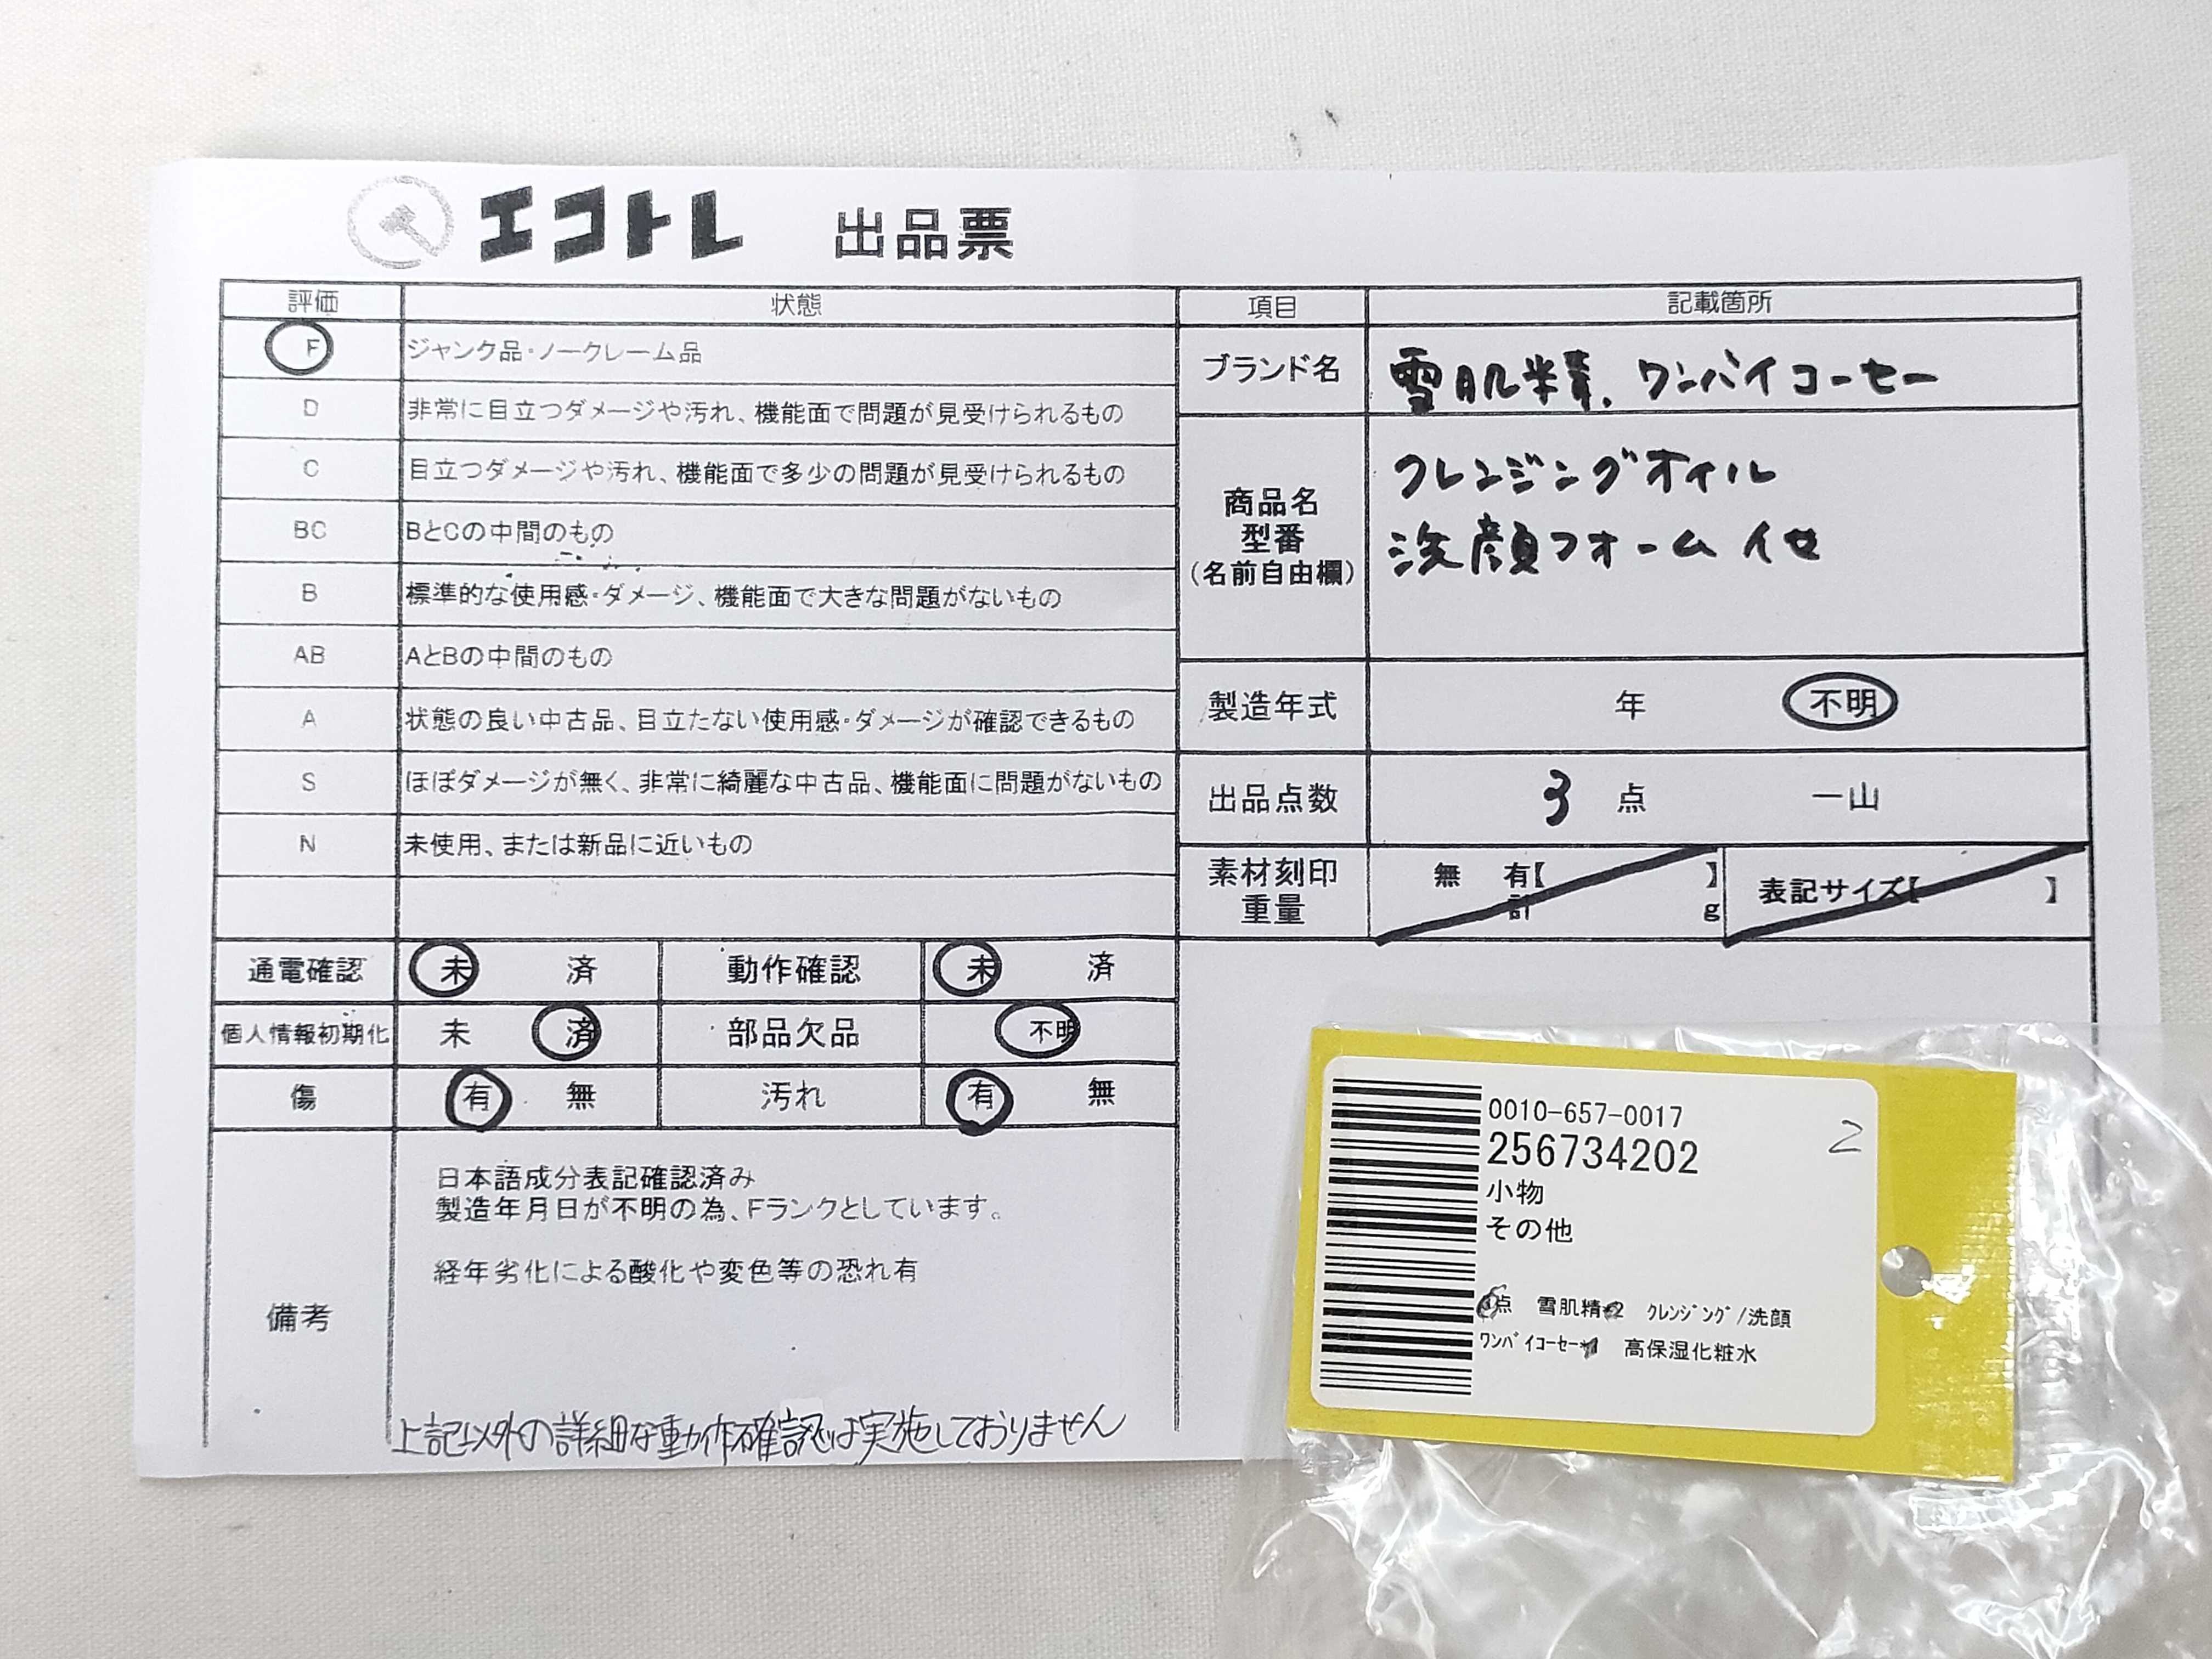 エコトレ 出品票
評価 状態
F ジャンク品・ノークレーム品
D 非常に目立つダメージや汚れ、機能面で問題が見受けられるもの
C 目立つダメージや汚れ、機能面で多少の問題が見受けられるもの
BC BとCの中間のもの
B 標準的な使用感・ダメージ、機能面で大きな問題がないもの
AB AとBの中間のもの
A 状態の良い中古品、目立たない使用感・ダメージが確認できるもの
S ほぼダメージが無く、非常に綺麗な中古品、機能面に問題がないもの
N 未使用、または新品に近いもの
通電確認 未 済 動作確認 未 済
個人情報初期化 未 済 部品欠品 不明
傷 有 無 汚れ 有 無
備考
日本語成分表記確認済み
製造年月日が不明の為、Fランクとしています。
経年劣化による酸化や変色等の恐れ有
上記以外の詳細な動作確認は実施しておりません
項目 記載箇所
ブランド名 雪肌精、ワンバイコーセー
商品名
型番
(名前自由欄)
クレンジングオイル
洗顔フォーム 他
製造年式 年 不明
出品点数 3 点 一山
素材刻印 無 有【 】
重量 計 g
表記サイズ【 】
0010-657-0017
256734202
2
小物
その他
点 雪肌精 2 クレンジング/洗顔
ワンバイコーセー 高保湿化粧水